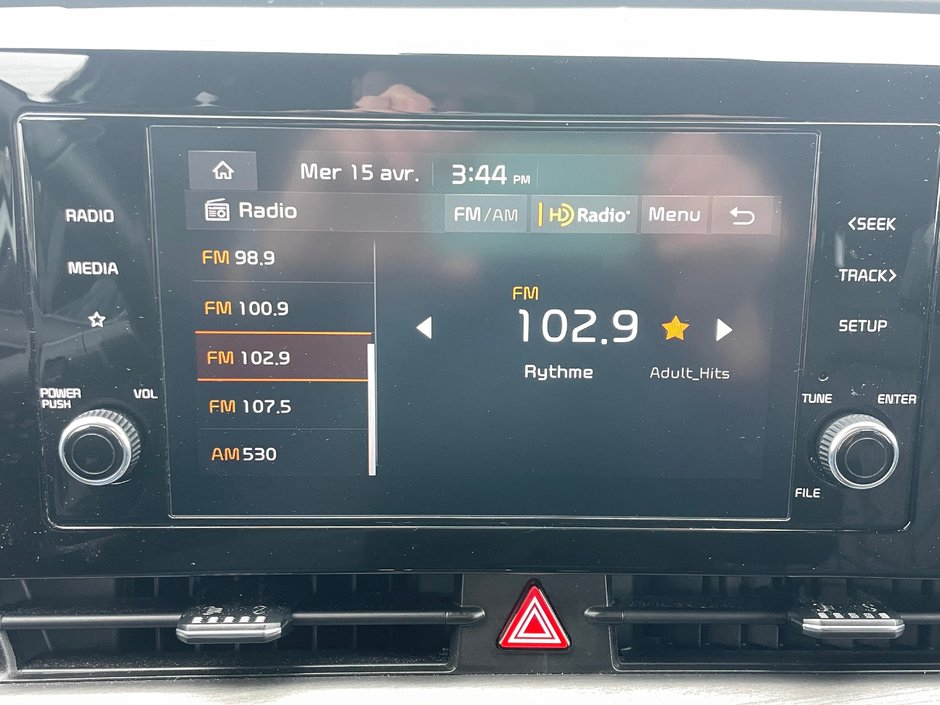 Mer 15 avr. 3:44 PM
Radio FM/AM HD Radio Menu
RADIO
MEDIA
POWER
PUSH
VOL
FM 98.9
FM 100.9
FM 102.9
FM 107.5
AM 530
FM
102.9
Rythme Adult_Hits
<SEEK
TRACK>
SETUP
TUNE ENTER
FILE